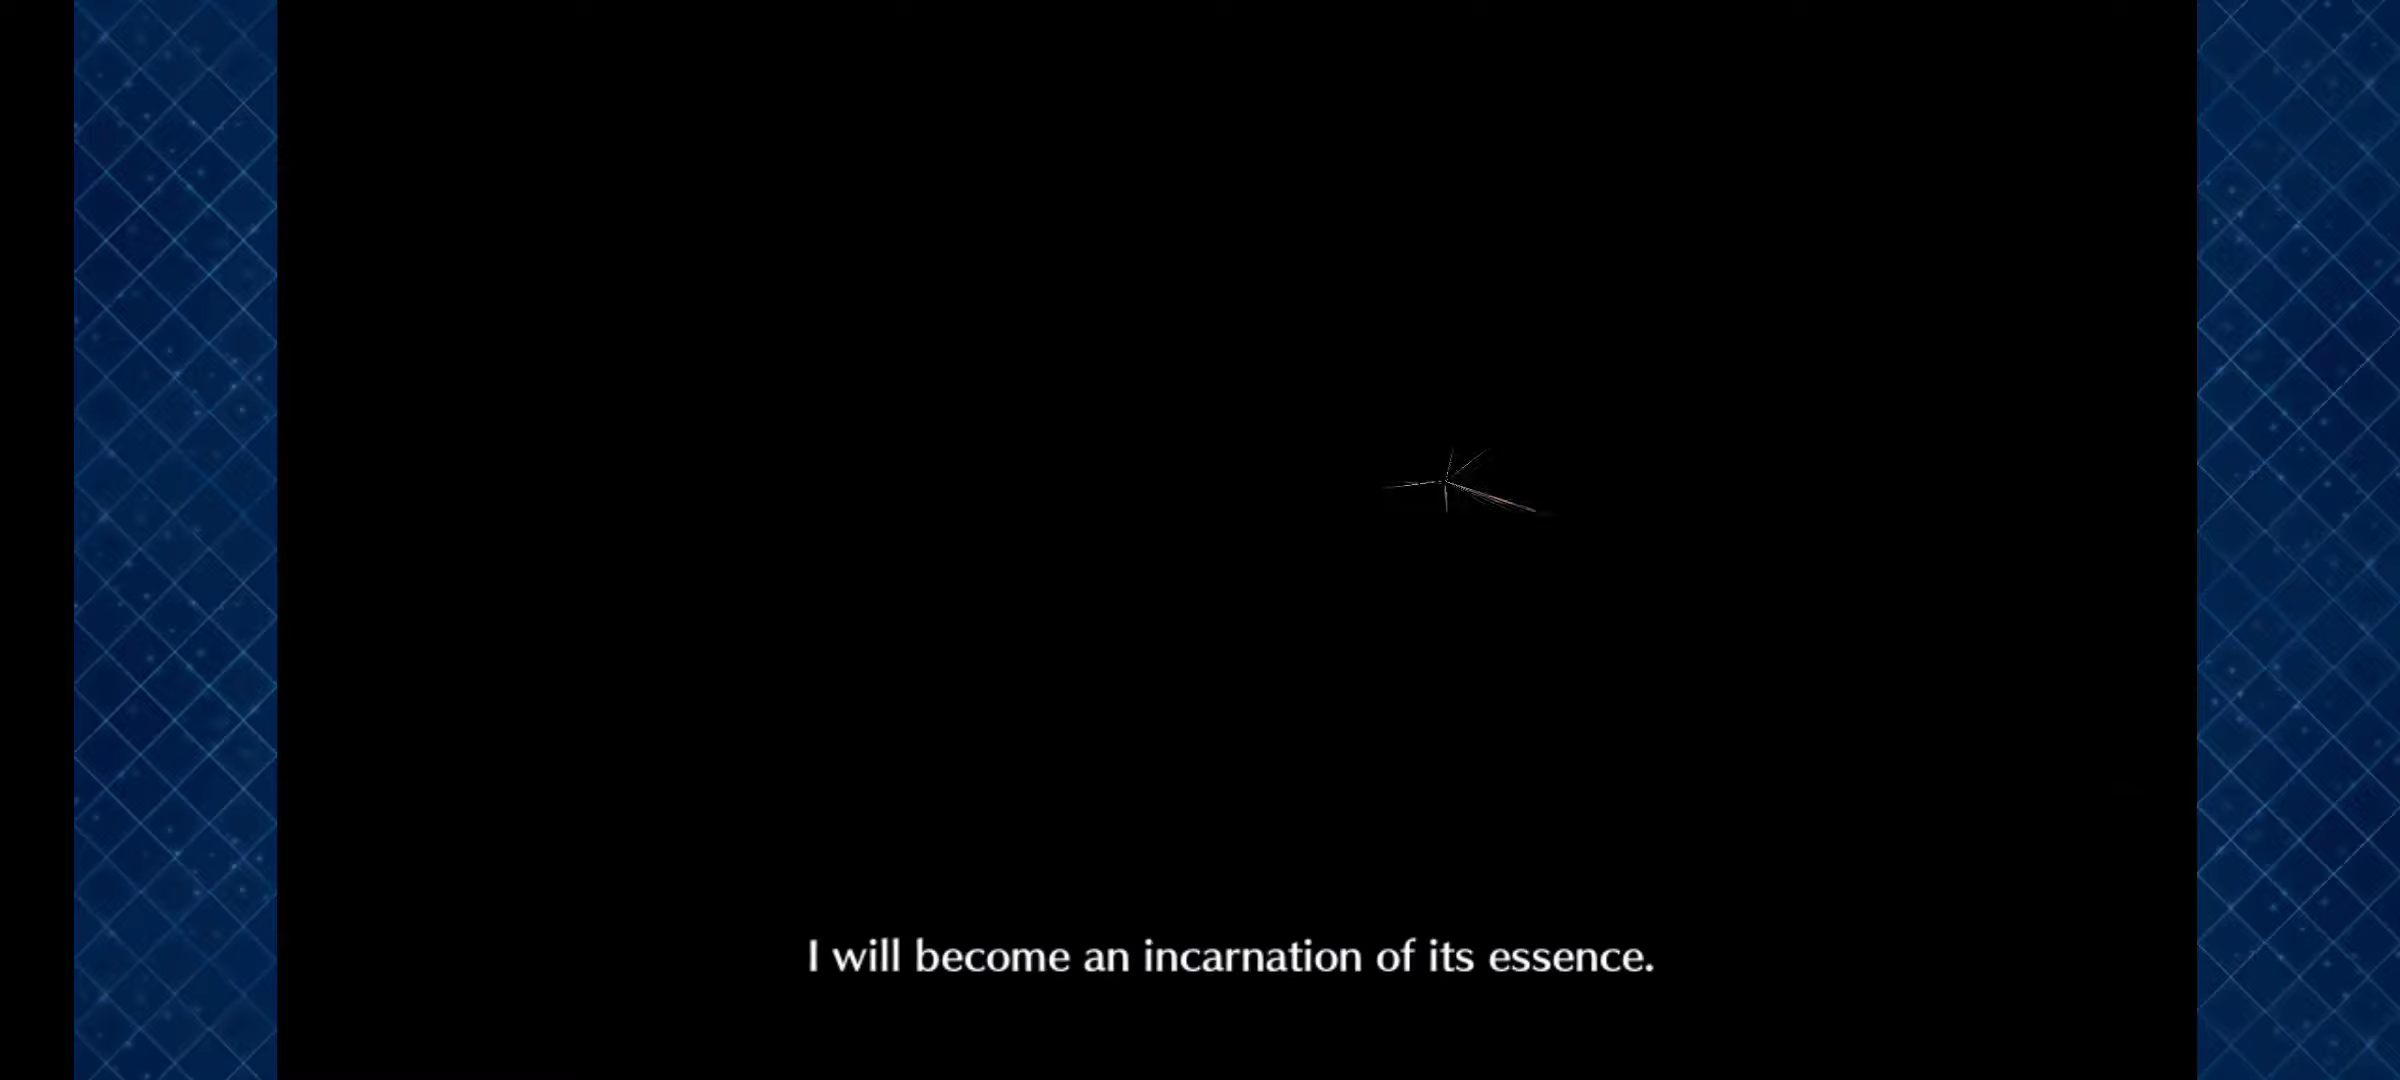 I will become an incarnation of its essence.